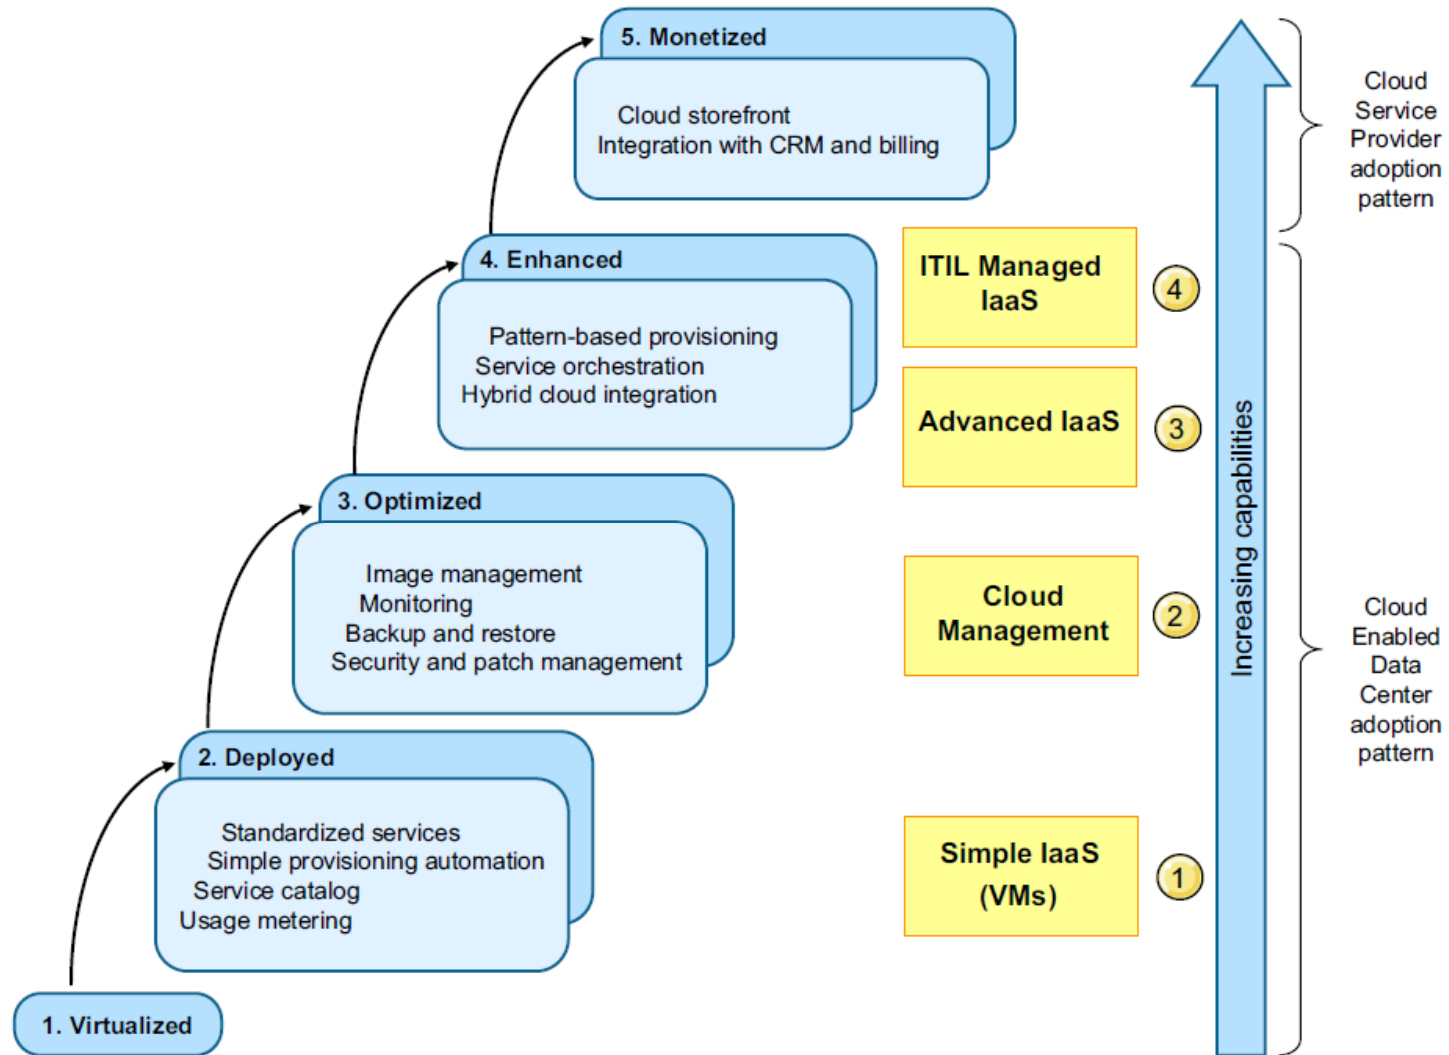 5. Monetized
Cloud storefront
Integration with CRM and billing
Cloud
Service
Provider
adoption
pattern
4. Enhanced
Pattern-based provisioning
Service orchestration
Hybrid cloud integration
ITIL Managed
IaaS
4
Advanced IaaS
3
3. Optimized
Image management
Monitoring
Backup and restore
Security and patch management
Cloud
Management
2
Increasing capabilities
Cloud
Enabled
Data
Center
adoption
pattern
2. Deployed
Standardized services
Simple provisioning automation
Service catalog
Usage metering
Simple IaaS
(VMs)
1
1. Virtualized